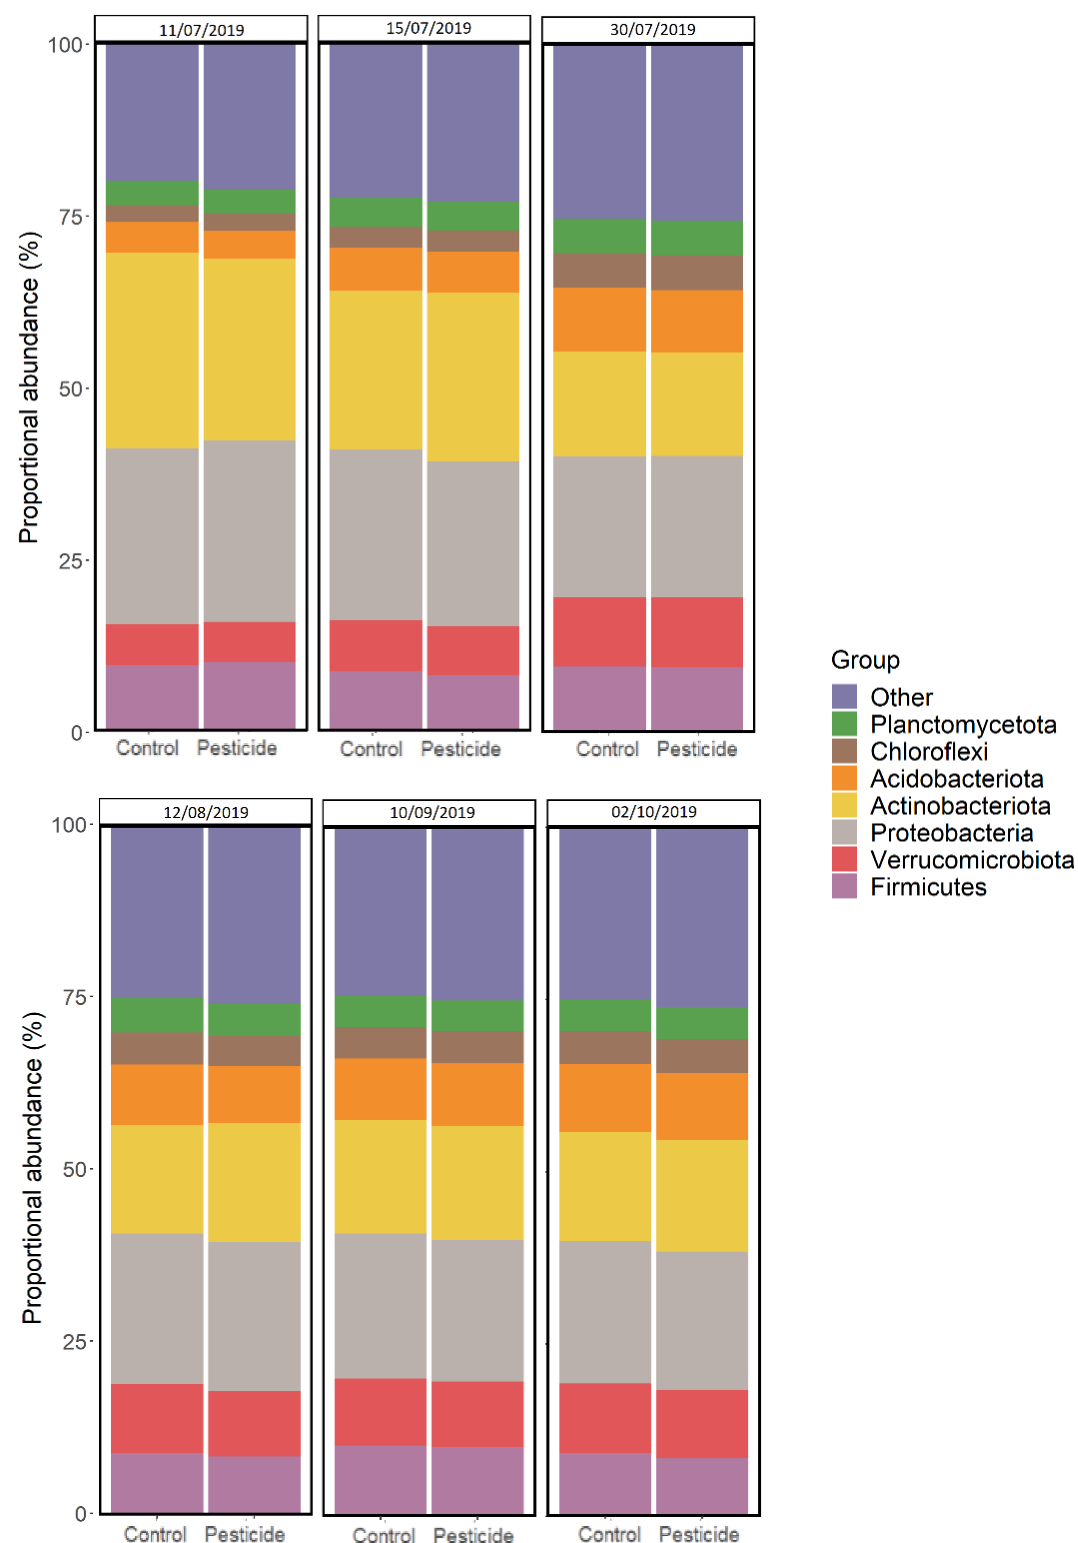 11/07/2019
15/07/2019
30/07/2019
Proportional abundance (%)
100
75
50
25
0
Control Pesticide
Control Pesticide
Control Pesticide
12/08/2019
10/09/2019
02/10/2019
Proportional abundance (%)
100
75
50
25
0
Control Pesticide
Control Pesticide
Control Pesticide
Group
Other
Planctomycetota
Chloroflexi
Acidobacteriota
Actinobacteriota
Proteobacteria
Verrucomicrobiota
Firmicutes